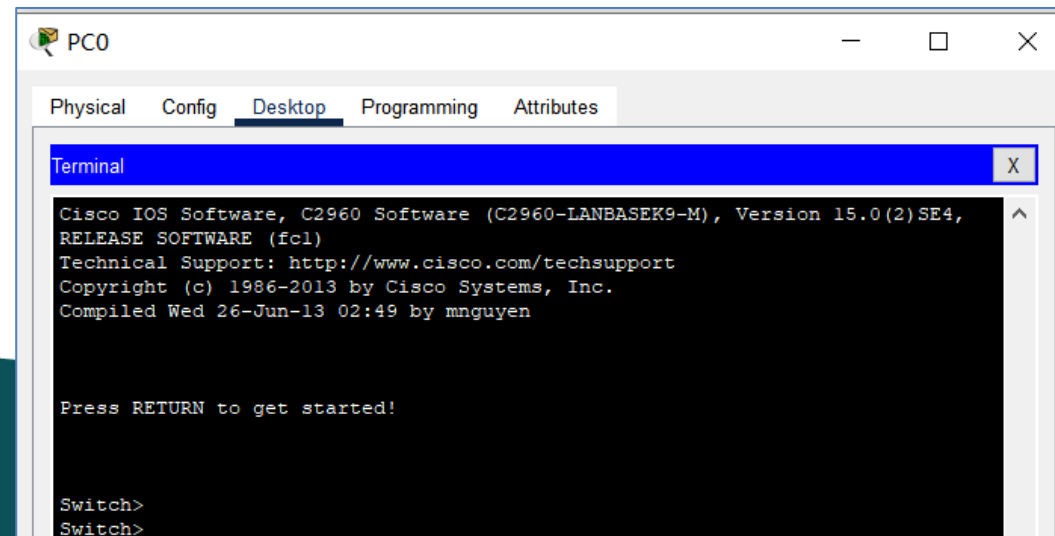 PC0
Physical Config Desktop Programming Attributes
Terminal
X
Cisco IOS Software, C2960 Software (C2960-LANBASEK9-M), Version 15.0(2)SE4,
RELEASE SOFTWARE (fc1)
Technical Support: http://www.cisco.com/techsupport
Copyright (c) 1986-2013 by Cisco Systems, Inc.
Compiled Wed 26-Jun-13 02:49 by mnguyen
Press RETURN to get started!
Switch>
Switch>